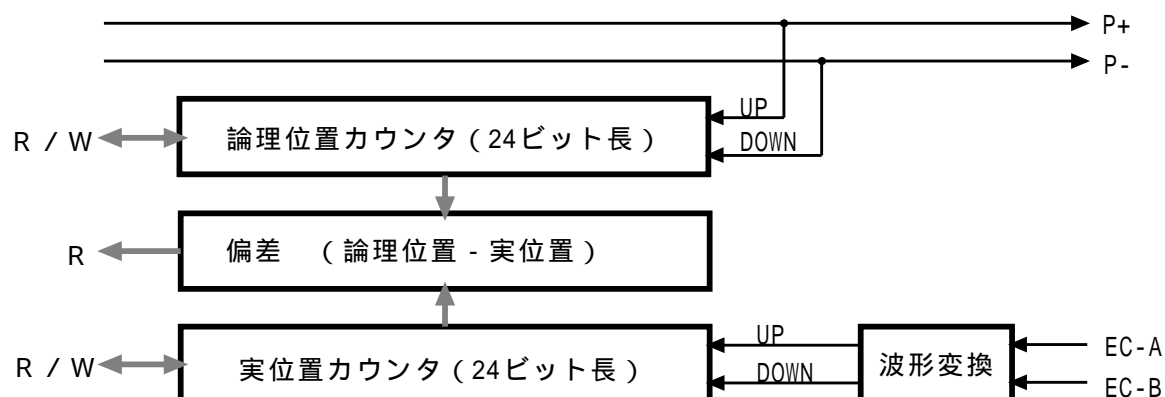 P+
P-
UP
R / W 論理位置カウンタ（24ビット長） DOWN
R 偏差 （論理位置 - 実位置）
UP
EC-A
R / W 実位置カウンタ（24ビット長） DOWN 波形変換
EC-B